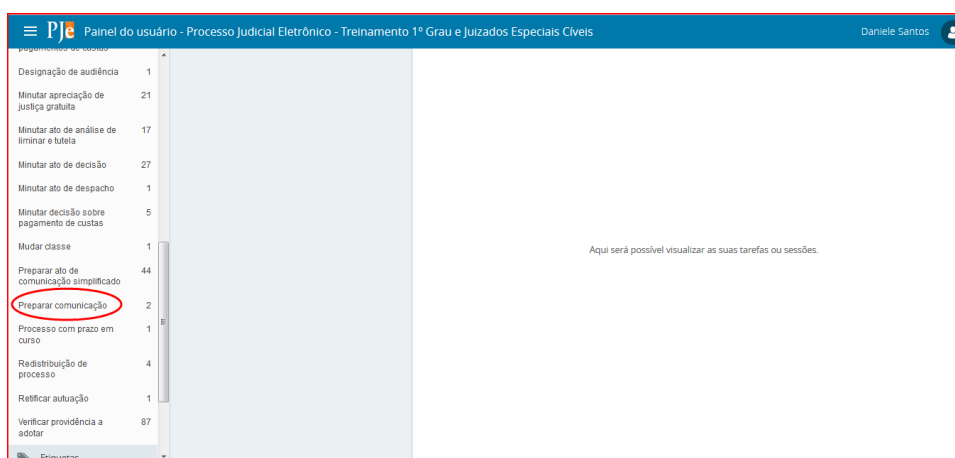 PJe Painel do usuário - Processo Judicial Eletrônico - Treinamento 1º Grau e Juizados Especiais Cíveis Daniele Santos
pagamentos de custas
Designação de audiência 1
Minutar apreciação de 21
justiça gratuita
Minutar ato de análise de 17
liminar e tutela
Minutar ato de decisão 27
Minutar ato de despacho 1
Minutar decisão sobre 5
pagamento de custas
Mudar classe 1
Preparar ato de 44
comunicação simplificado
Preparar comunicação 2
Processo com prazo em 1
curso
Redistribuição de 4
processo
Retificar autuação 1
Verificar providência a 87
adotar
Etiquetas
Aqui será possível visualizar as suas tarefas ou sessões.